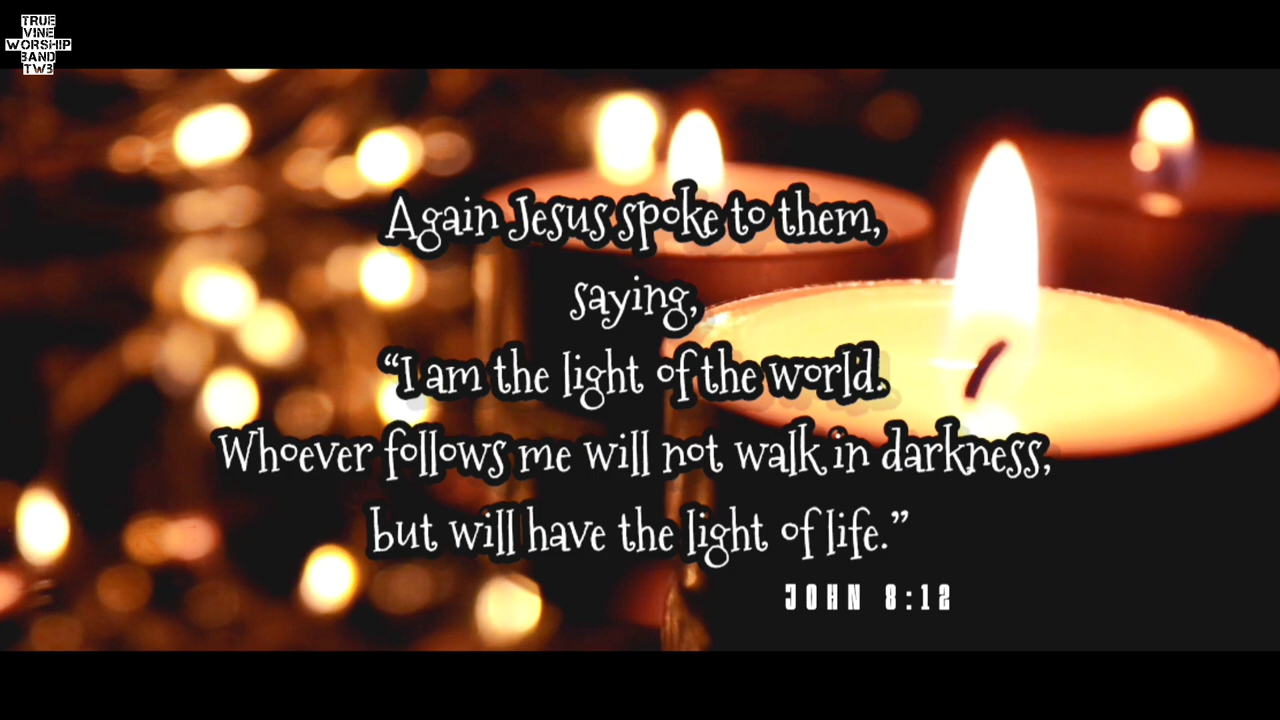 TRUE
VINE
WORSHIP
BAND
TWB
Again Jesus spoke to them,
saying,
“I am the light of the world.
Whoever follows me will not walk in darkness,
but will have the light of life.”
JOHN 8:12